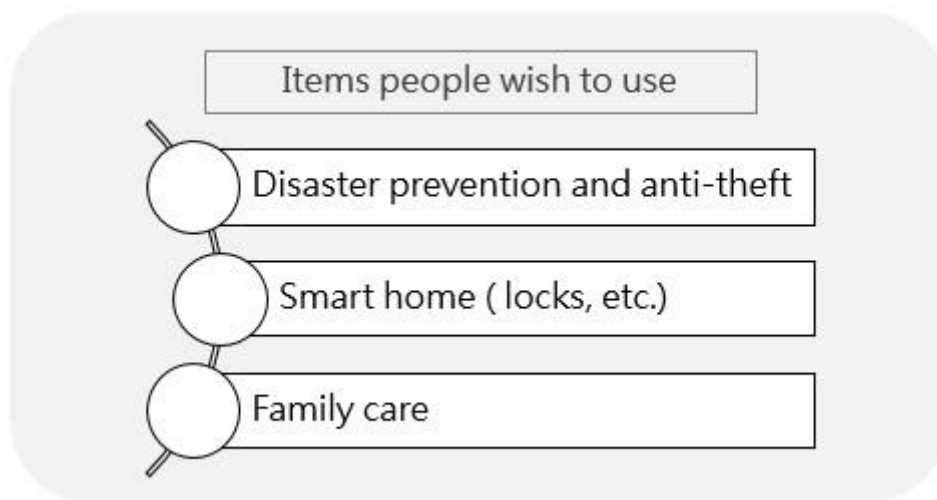 Items people wish to use
Disaster prevention and anti-theft
Smart home ( locks, etc.)
Family care